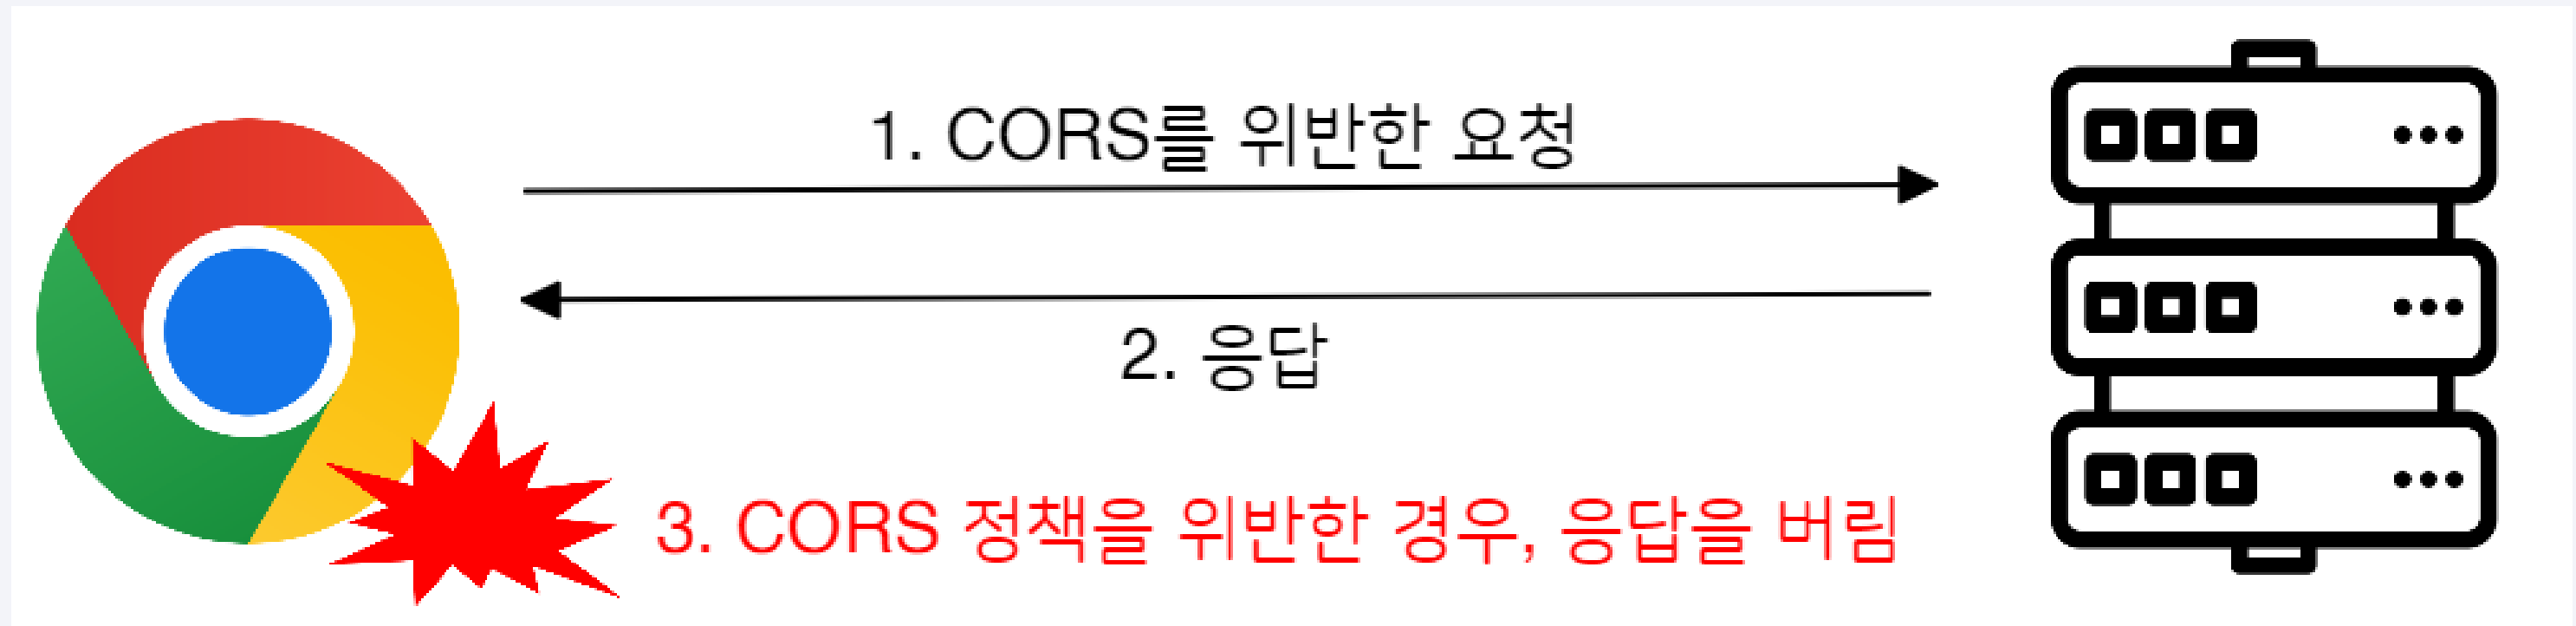 1. CORS를 위반한 요청
2. 응답
3. CORS 정책을 위반한 경우, 응답을 버림